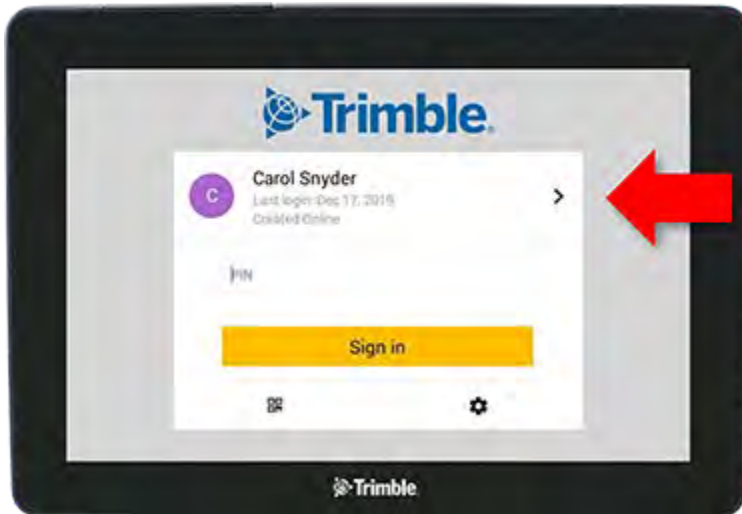 Trimble
C
Carol Snyder
Last login: Dec 17, 2019
Created Online
PIN
Sign in
Trimble